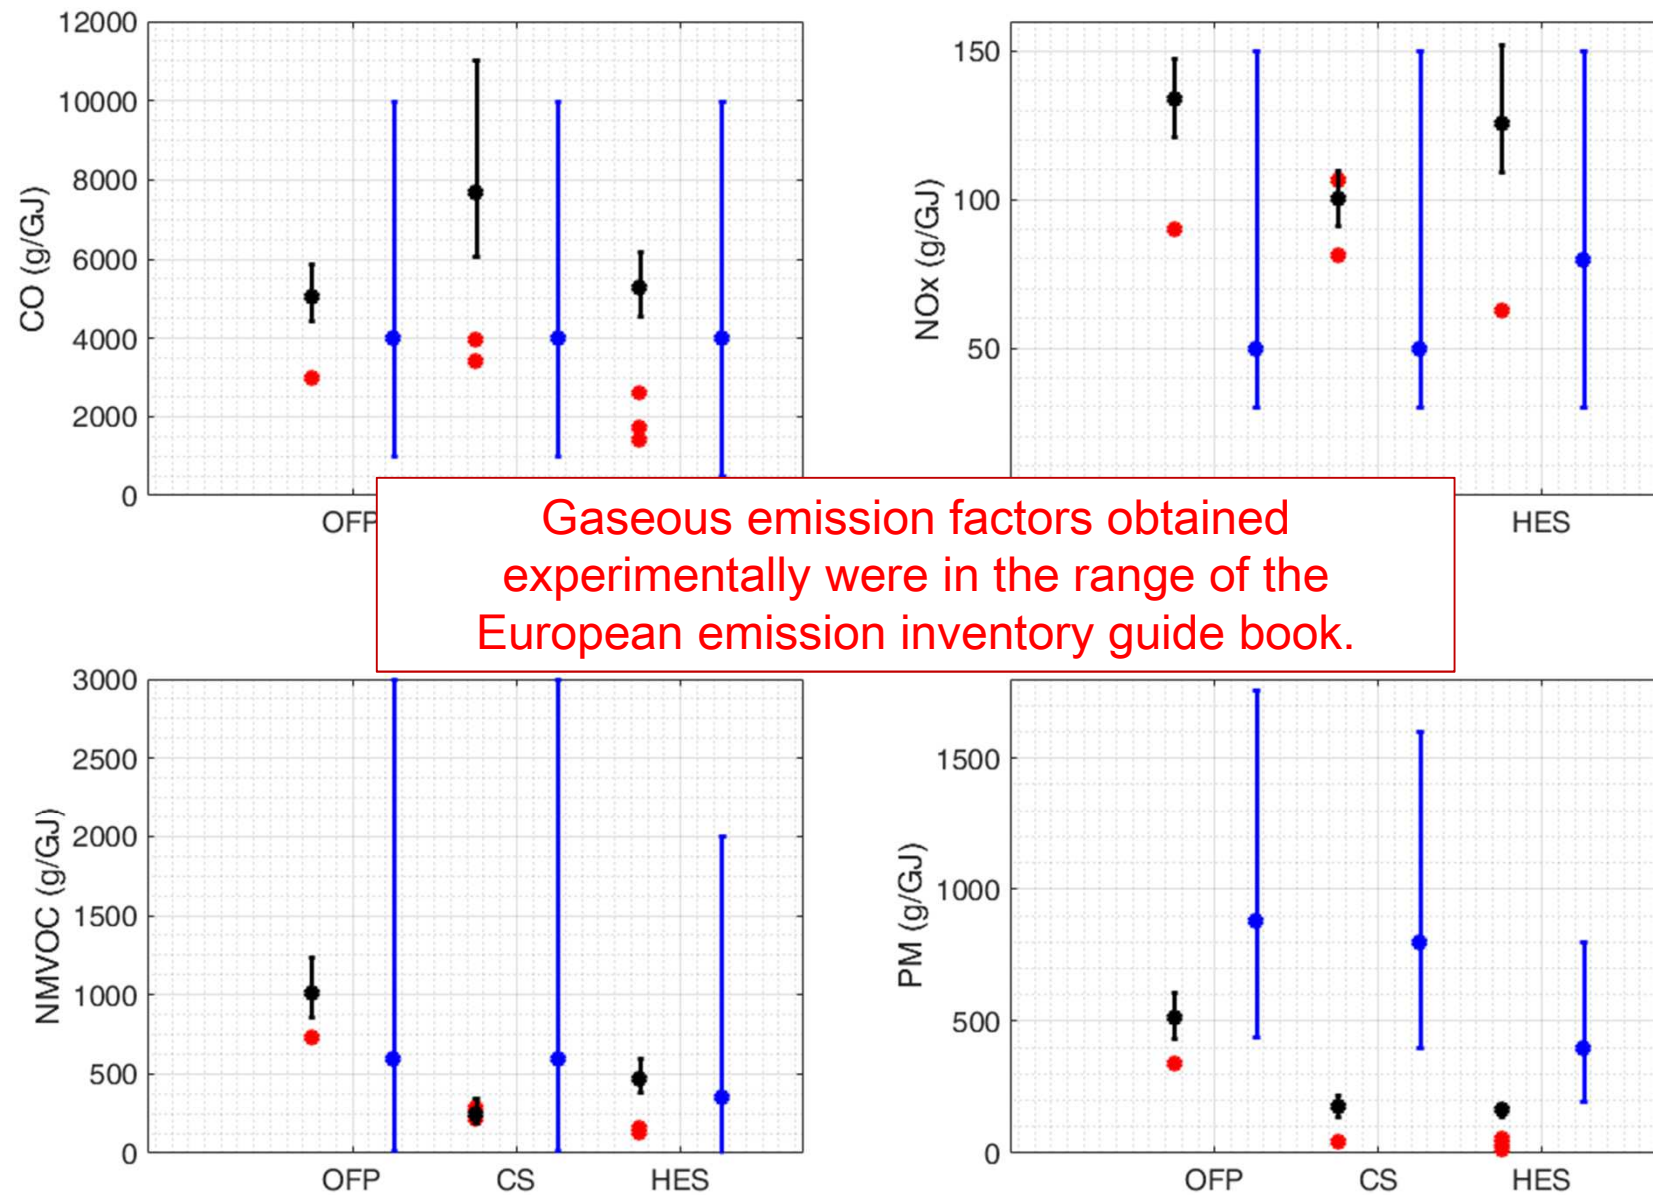 12000
10000
8000
6000
4000
2000
0
CO (g/GJ)
OFP
150
100
50
NOx (g/GJ)
HES
Gaseous emission factors obtained
experimentally were in the range of the
European emission inventory guide book.
3000
2500
2000
1500
1000
500
0
NMVOC (g/GJ)
OFP CS HES
1500
1000
500
0
PM (g/GJ)
OFP CS HES